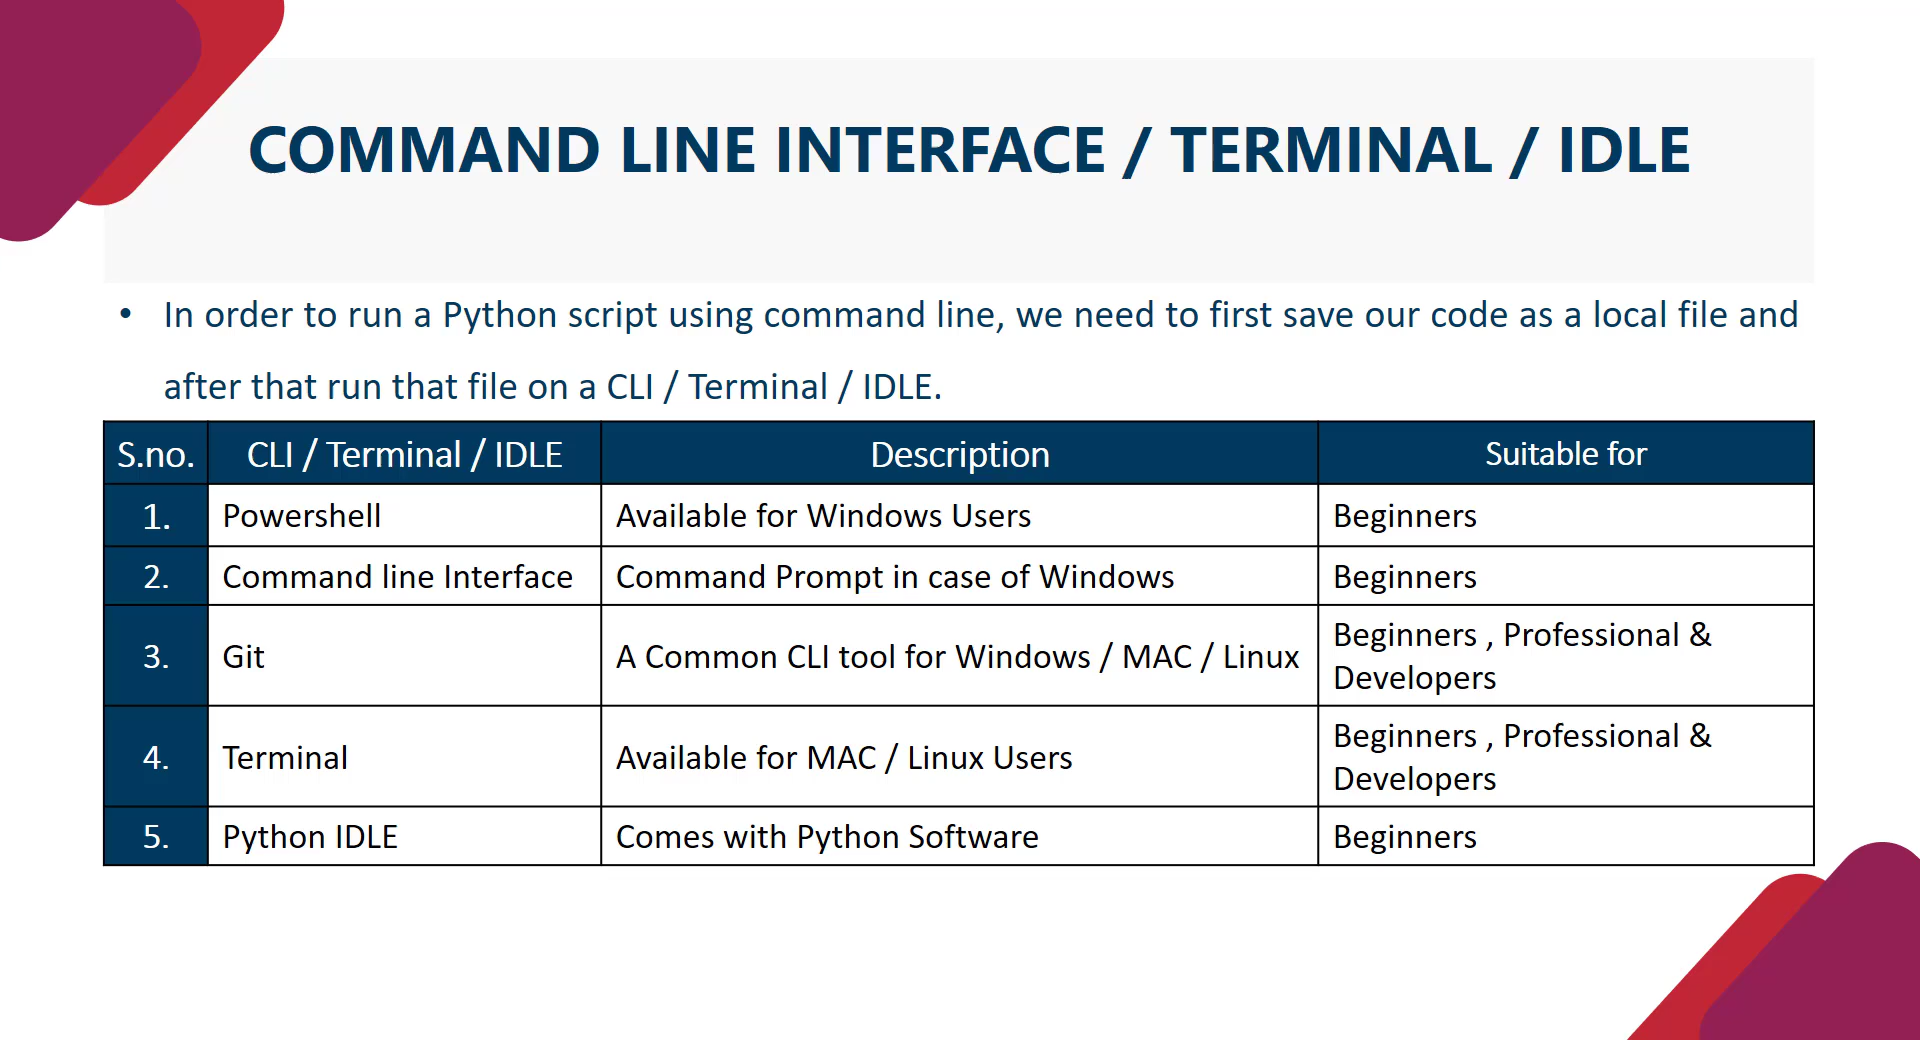 COMMAND LINE INTERFACE / TERMINAL / IDLE
• In order to run a Python script using command line, we need to first save our code as a local file and
after that run that file on a CLI / Terminal / IDLE.
S.no. CLI / Terminal / IDLE Description Suitable for
1. Powershell Available for Windows Users Beginners
2. Command line Interface Command Prompt in case of Windows Beginners
3. Git A Common CLI tool for Windows / MAC / Linux Beginners , Professional &
Developers
4. Terminal Available for MAC / Linux Users Beginners , Professional &
Developers
5. Python IDLE Comes with Python Software Beginners